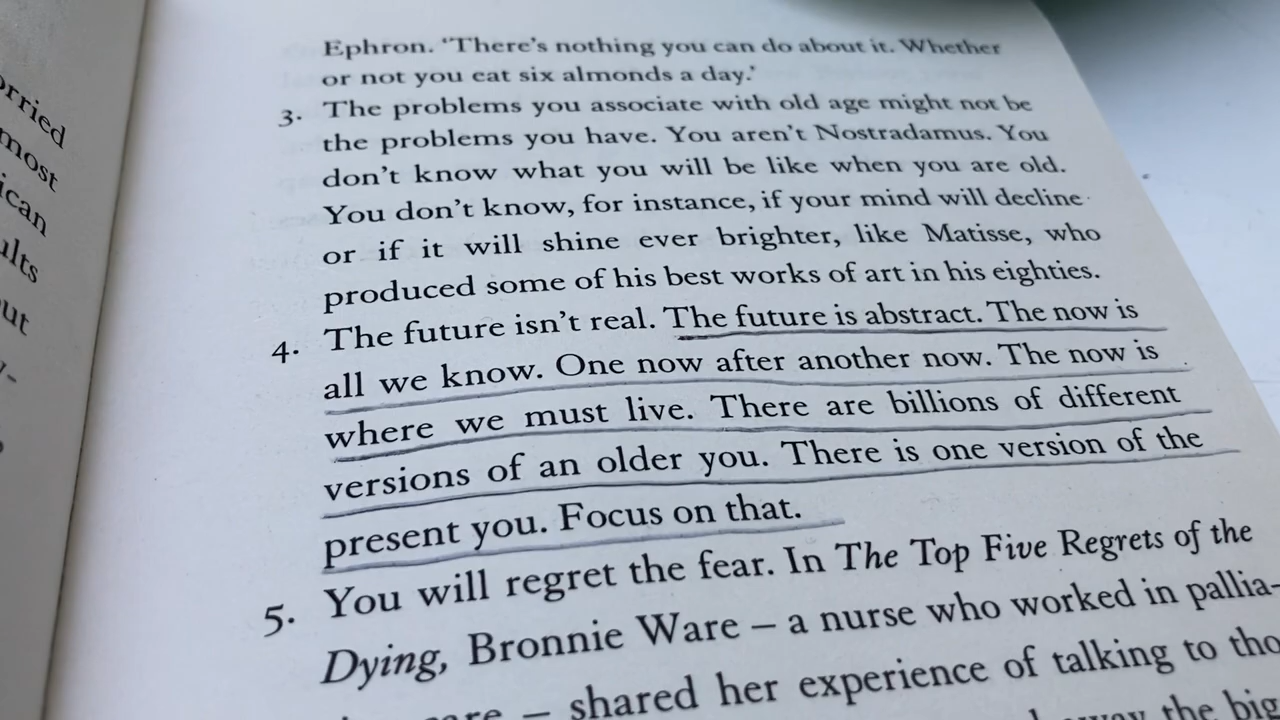 orried
most
ican
ults
ut
y-
Ephron. 'There's nothing you can do about it. Whether
or not you eat six almonds a day.'
3. The problems you associate with old age might not be
the problems you have. You aren't Nostradamus. You
don't know what you will be like when you are old.
You don't know, for instance, if your mind will decline
or if it will shine ever brighter, like Matisse, who
produced some of his best works of art in his eighties.
4. The future isn't real. The future is abstract. The now is
all we know. One now after another now. The now is
where we must live. There are billions of different
versions of an older you. There is one version of the
present you. Focus on that.
5. You will regret the fear. In The Top Five Regrets of the
Dying, Bronnie Ware – a nurse who worked in pallia-
– shared her experience of talking to tho
the big